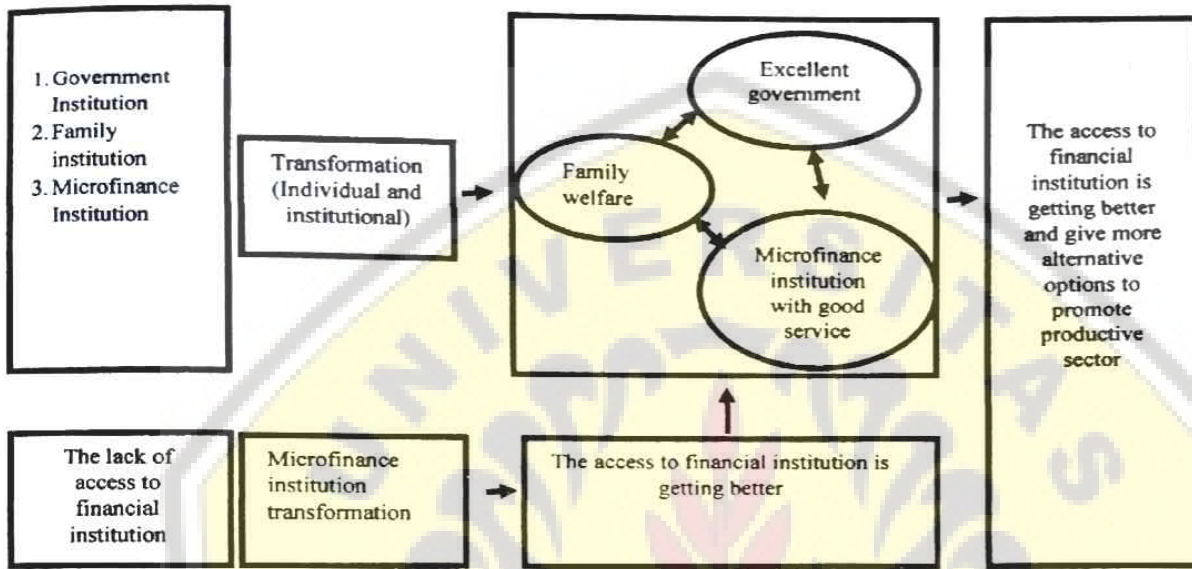 1. Government
Institution
2. Family
institution
3. Microfinance
Institution
Transformation
(Individual and
institutional)
Excellent
government
Family
welfare
Microfinance
institution
with good
service
The access to
financial
institution is
getting better
and give more
alternative
options to
promote
productive
sector
The lack of
access to
financial
institution
Microfinance
institution
transformation
The access to financial institution is
getting better
UNIVERSITAS